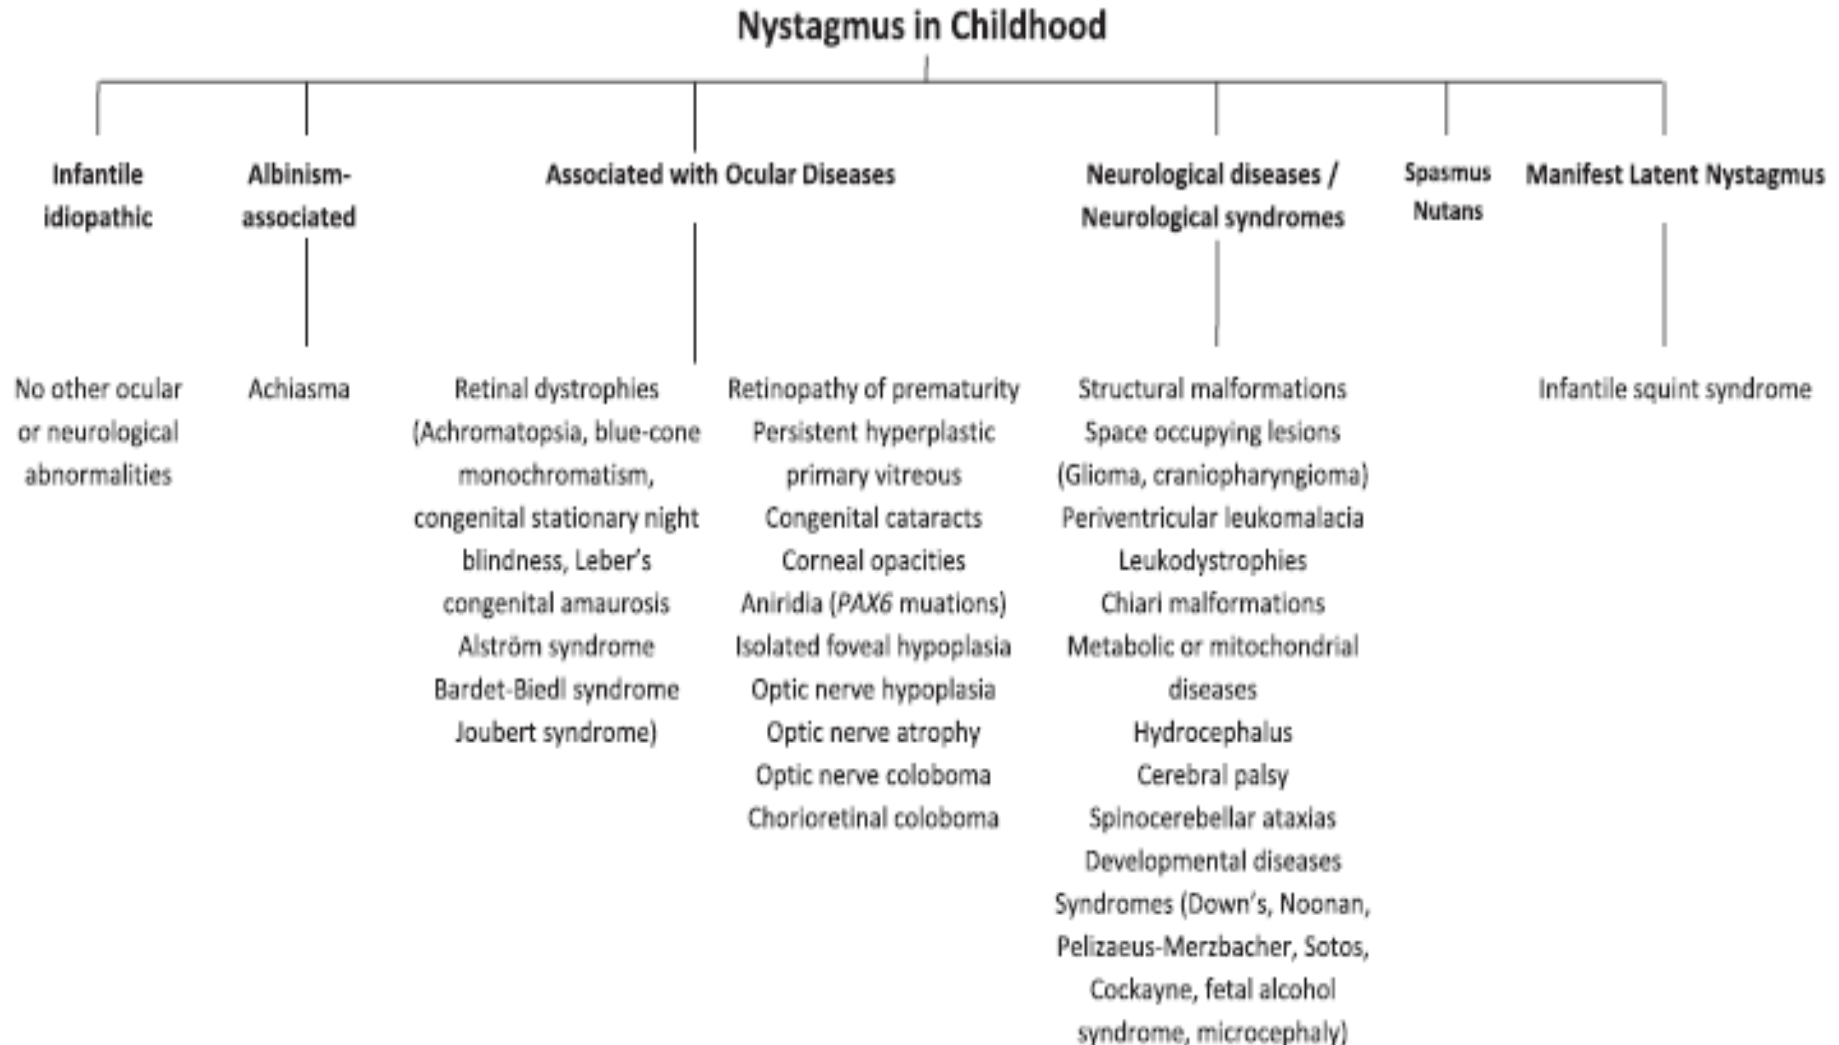 Nystagmus in Childhood
Infantile
idiopathic
No other ocular
or neurological
abnormalities
Albinism-
associated
Achiasma
Associated with Ocular Diseases
Retinal dystrophies
(Achromatopsia, blue-cone
monochromatism,
congenital stationary night
blindness, Leber's
congenital amaurosis
Alström syndrome
Bardet-Biedl syndrome
Joubert syndrome)
Retinopathy of prematurity
Persistent hyperplastic
primary vitreous
Congenital cataracts
Corneal opacities
Aniridia (PAX6 muations)
Isolated foveal hypoplasia
Optic nerve hypoplasia
Optic nerve atrophy
Optic nerve coloboma
Chorioretinal coloboma
Neurological diseases /
Neurological syndromes
Structural malformations
Space occupying lesions
(Glioma, craniopharyngioma)
Periventricular leukomalacia
Leukodystrophies
Chiari malformations
Metabolic or mitochondrial
diseases
Hydrocephalus
Cerebral palsy
Spinocerebellar ataxias
Developmental diseases
Syndromes (Down's, Noonan,
Pelizaeus-Merzbacher, Sotos,
Cockayne, fetal alcohol
syndrome, microcephaly)
Spasmus
Nutans
Manifest Latent Nystagmus
Infantile squint syndrome